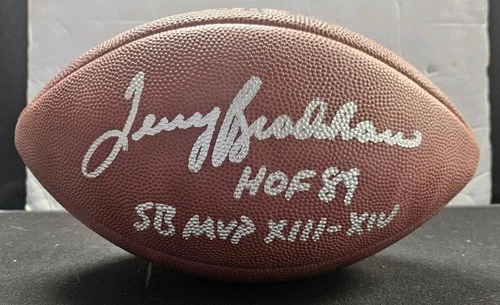 Terry Bradshaw
HOF 89
SB MVP XIII-XIV